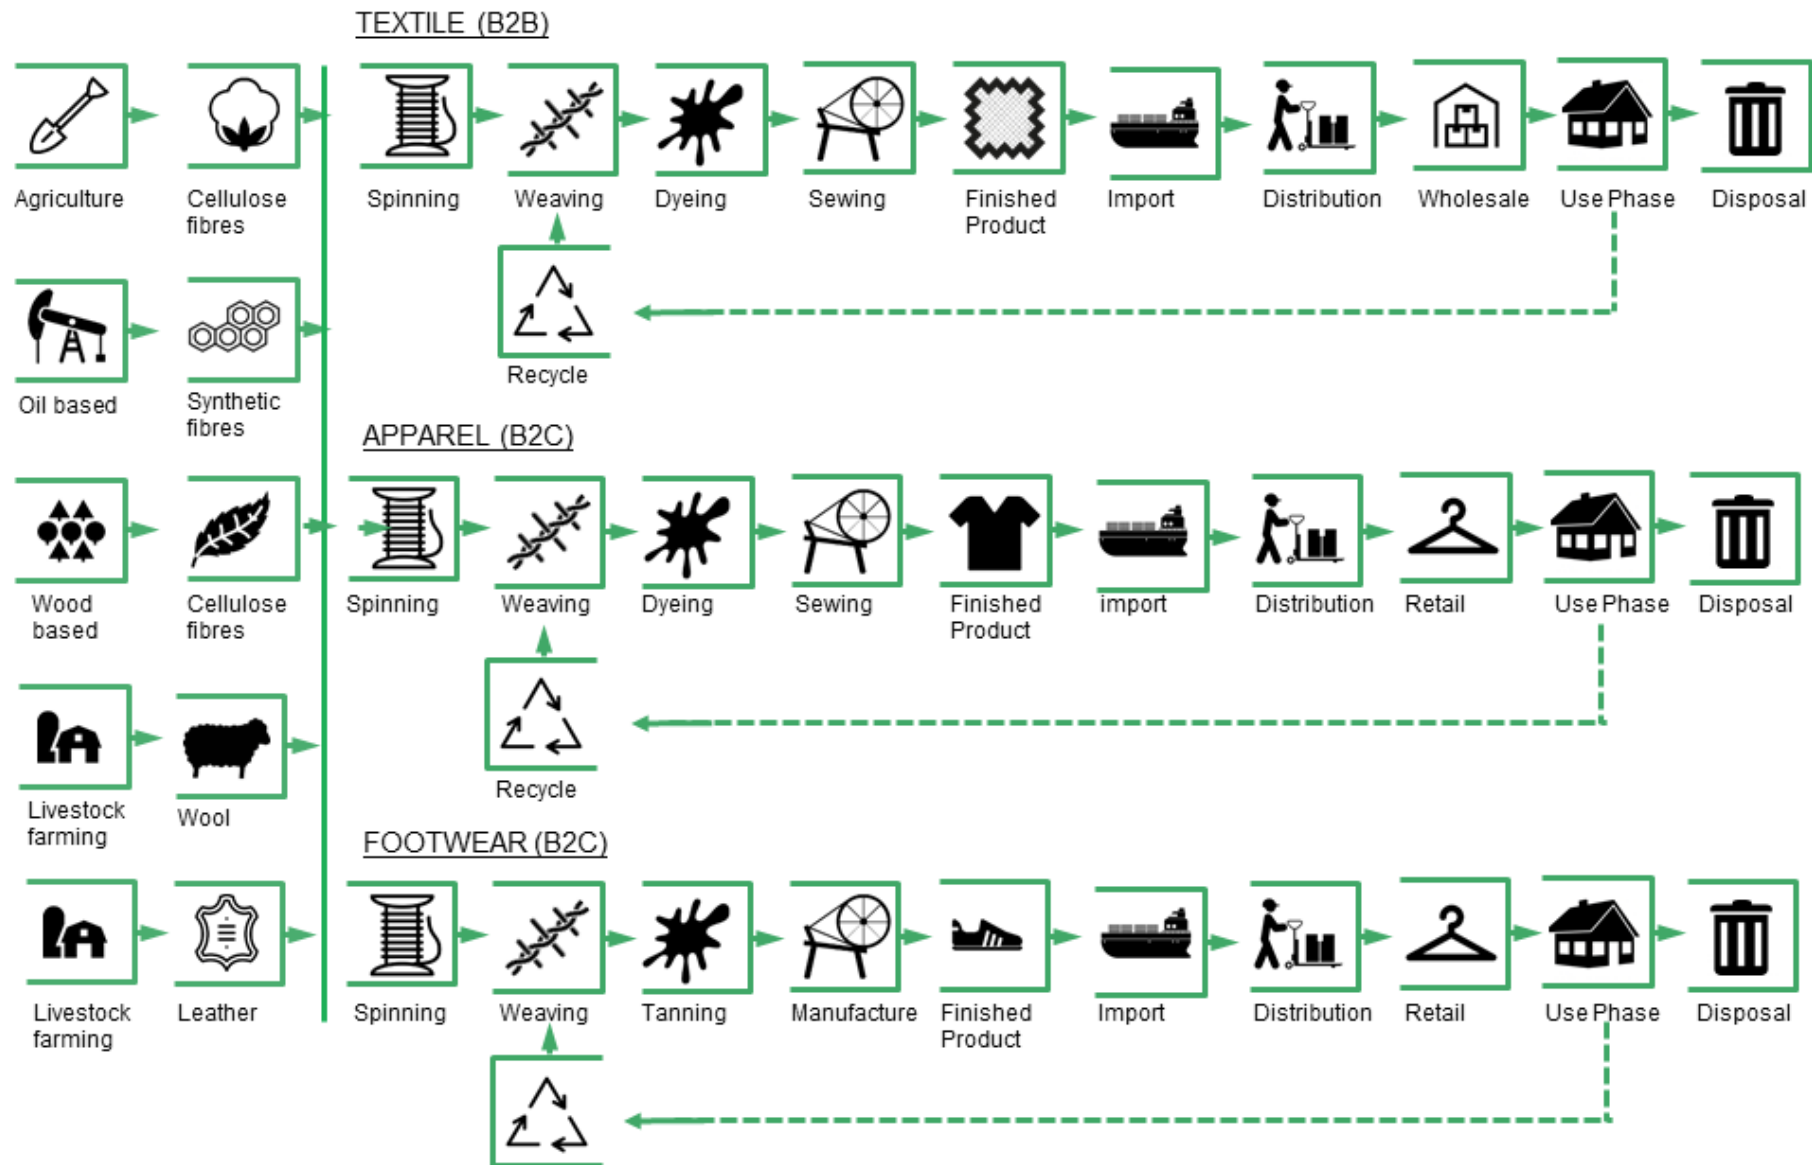 TEXTILE (B2B)
Agriculture
Cellulose
fibres
Spinning
Weaving
Dyeing
Sewing
Finished
Product
Import
Distribution
Wholesale
Use Phase
Disposal
Recycle
Oil based
Synthetic
fibres
APPAREL (B2C)
Wood
based
Cellulose
fibres
Spinning
Weaving
Dyeing
Sewing
Finished
Product
import
Distribution
Retail
Use Phase
Disposal
Recycle
Livestock
farming
Wool
FOOTWEAR (B2C)
Livestock
farming
Leather
Spinning
Weaving
Tanning
Manufacture
Finished
Product
Import
Distribution
Retail
Use Phase
Disposal